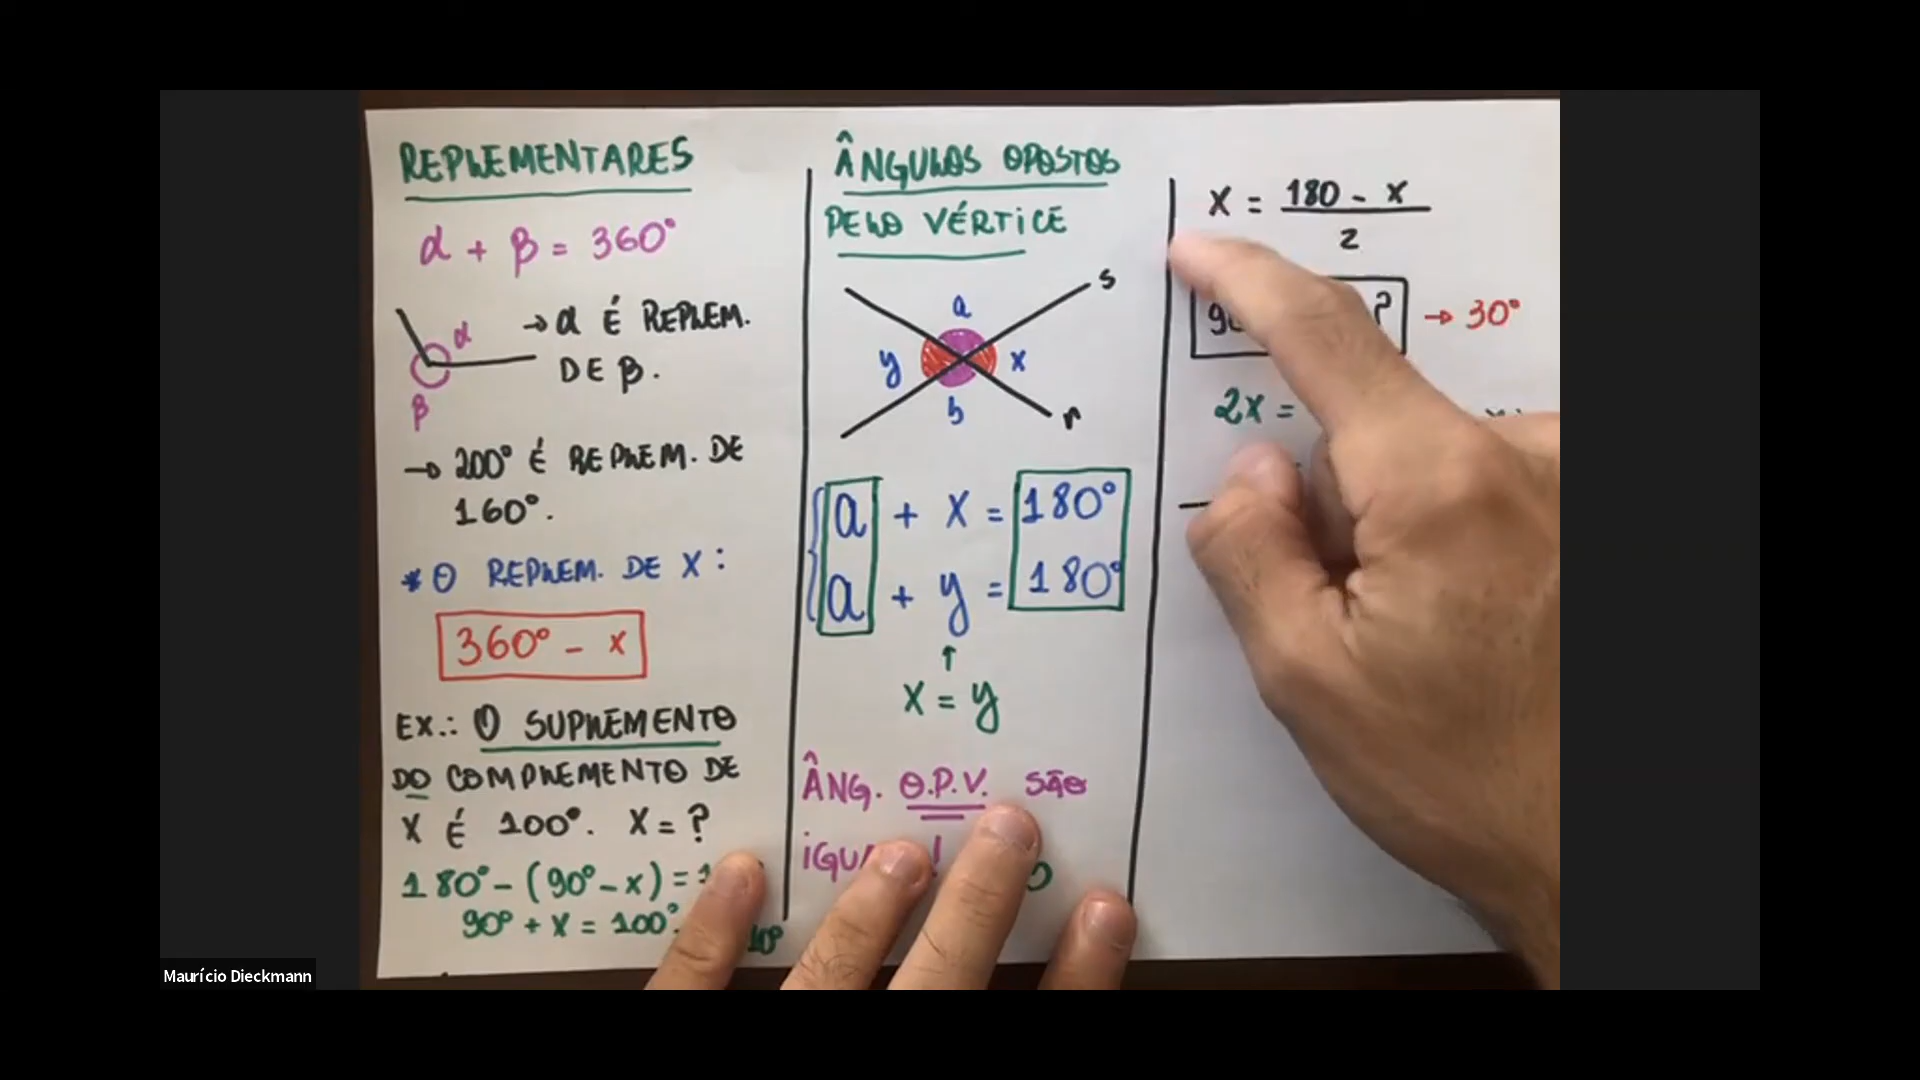 REPLEMENTARES
α + β = 360°
α → α É REPLEM.
DE β.
β
→ 200° É REPLEM. DE
160°.
* O REPLEM. DE X:
360° - x
EX.: O SUPLEMENTO
DO COMPLEMENTO DE
X É 100°. X = ?
180° - (90° - x) =
90° + x = 100°
10°
ÂNGULOS OPOSTOS
PELO VÉRTICE
s
a
y x
b
r
a + x = 180°
a + y = 180°
↑
x = y
ÂNG. O.P.V. SÃO
!
x = 180 - x
2
? → 30°
2x =
Maurício Dieckmann